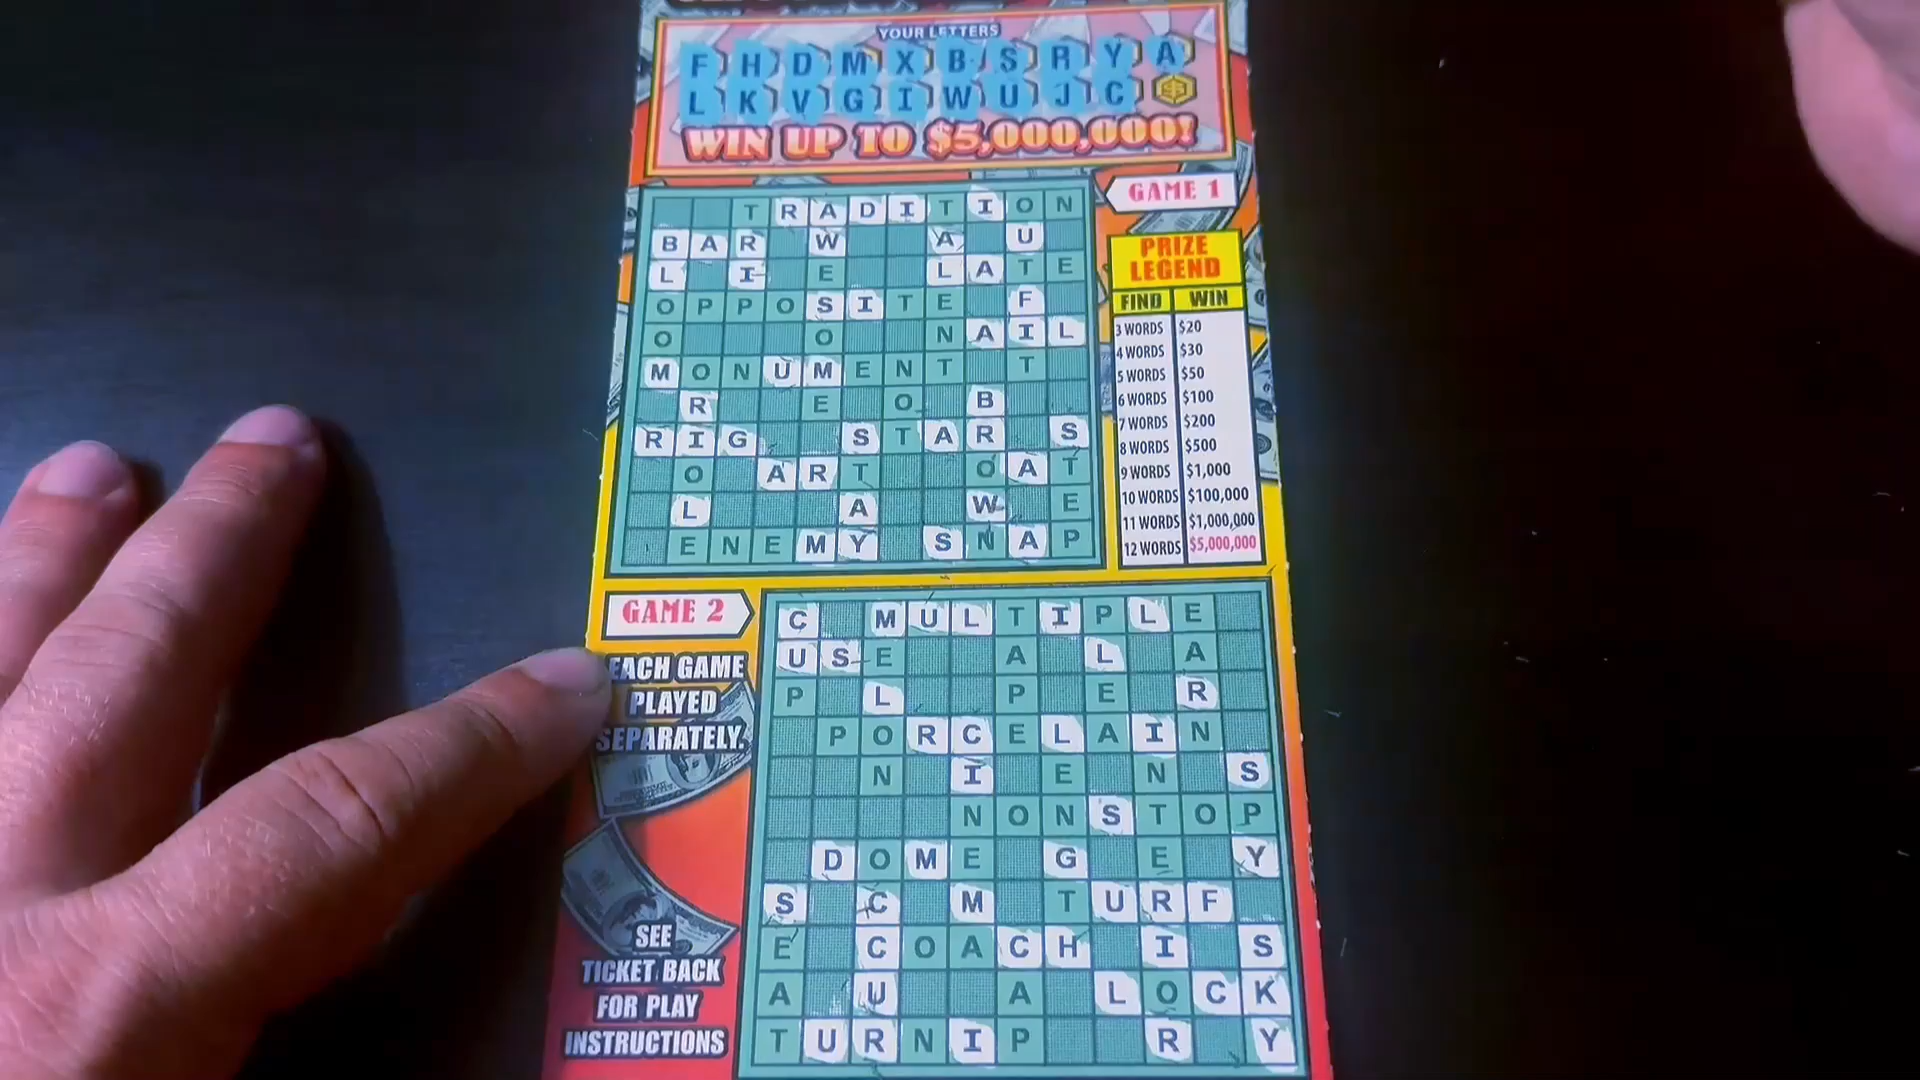 YOUR LETTERS
F H D M X B S R Y A
L K V G I W U J C
WIN UP TO $5,000,000!
GAME 1
T R A D I T I O N
B A R W A U
L I E L A T E
O P P O S I T E F
O O N A I L
M O N U M E N T T
R E O B
R I G S T A R S
O A R T O A T
L A W E
E N E M Y S N A P
PRIZE
LEGEND
FIND WIN
3 WORDS $20
4 WORDS $30
5 WORDS $50
6 WORDS $100
7 WORDS $200
8 WORDS $500
9 WORDS $1,000
10 WORDS $100,000
11 WORDS $1,000,000
12 WORDS $5,000,000
GAME 2
EACH GAME
PLAYED
SEPARATELY.
SEE
TICKET BACK
FOR PLAY
INSTRUCTIONS
C M U L T I P L E
U S E A L A
P L P E R
P O R C E L A I N
N I E N S
N O N S T O P
D O M E G E Y
S C M T U R F
E C O A C H I S
A U A L O C K
T U R N I P R Y